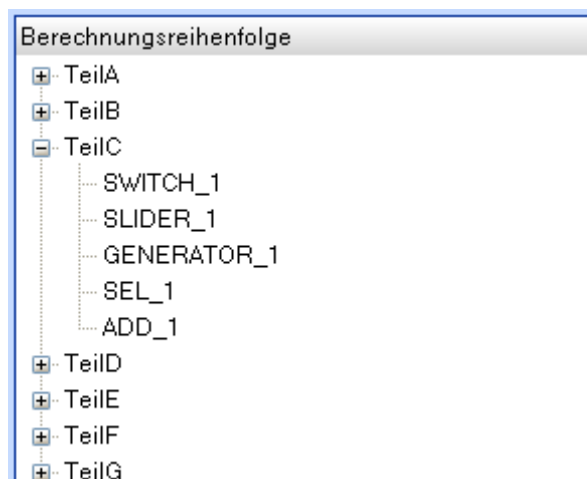 Berechnungsreihenfolge
TeilA
TeilB
TeilC
SWITCH_1
SLIDER_1
GENERATOR_1
SEL_1
ADD_1
TeilD
TeilE
TeilF
TeilG